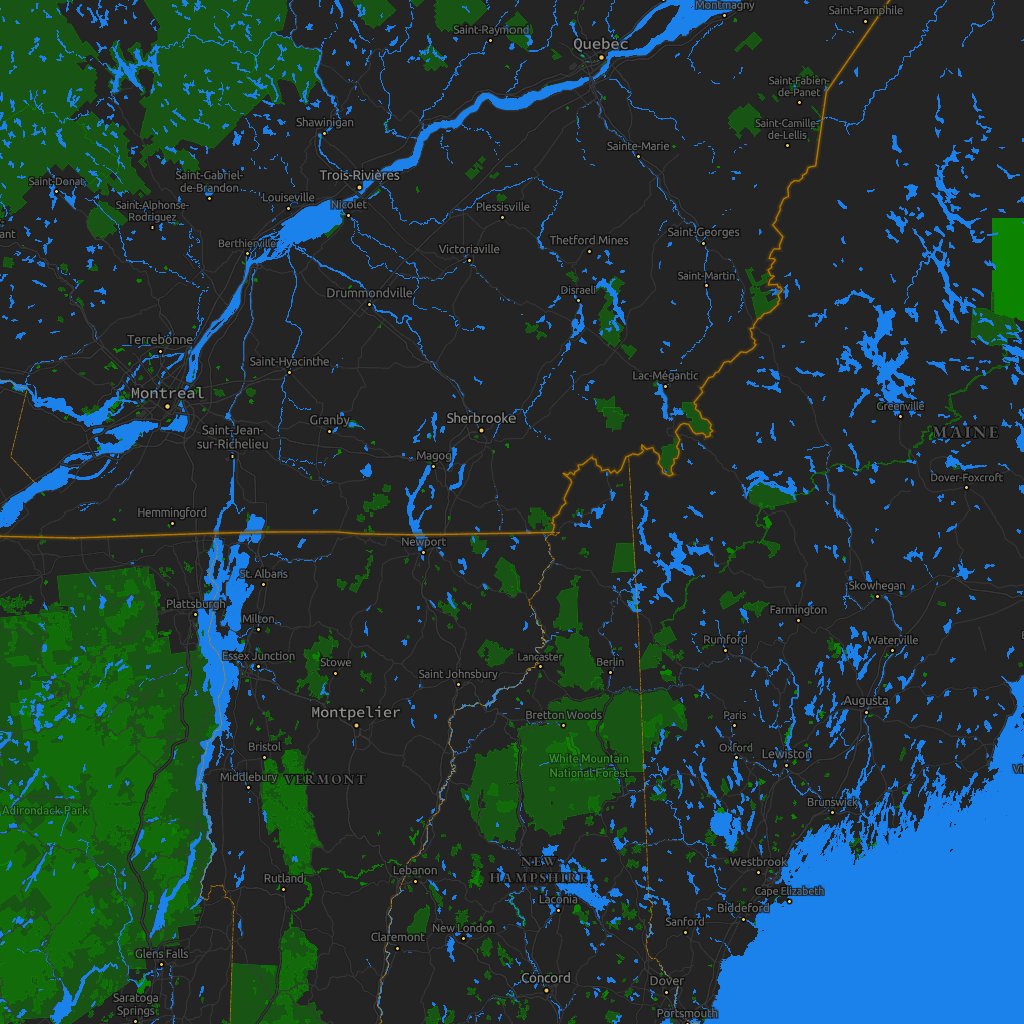 Montmagny
Saint-Pamphile
Saint-Raymond
Quebec
Saint-Fabien-
de-Panet
Shawinigan
Saint-Camille-
de-Lellis
Sainte-Marie
Saint-Donat
Saint-Gabriel-
de-Brandon
Trois-Rivières
Louiseville
Nicolet
Saint-Alphonse-
Rodriguez
Plessisville
ant
Berthierville
Victoriaville
Thetford Mines
Saint-Georges
Saint-Martin
Drummondville
Disraeli
Terrebonne
Saint-Hyacinthe
Lac-Mégantic
Montreal
Greenville
Granby
Sherbrooke
Saint-Jean-
sur-Richelieu
MAINE
Magog
Dover-Foxcroft
Hemmingford
Newport
St. Albans
Skowhegan
Plattsburgh
Farmington
Milton
Rumford
Waterville
Essex Junction
Stowe
Lancaster
Berlin
Saint Johnsbury
Augusta
Montpelier
Bretton Woods
Paris
Bristol
Oxford
Lewiston
White Mountain
National Forest
Middlebury
VERMONT
Adirondack Park
Brunswick
Westbrook
NEW
HAMPSHIRE
Lebanon
Rutland
Cape Elizabeth
Laconia
Biddeford
Sanford
New London
Claremont
Glens Falls
Concord
Dover
Saratoga
Springs
Portsmouth